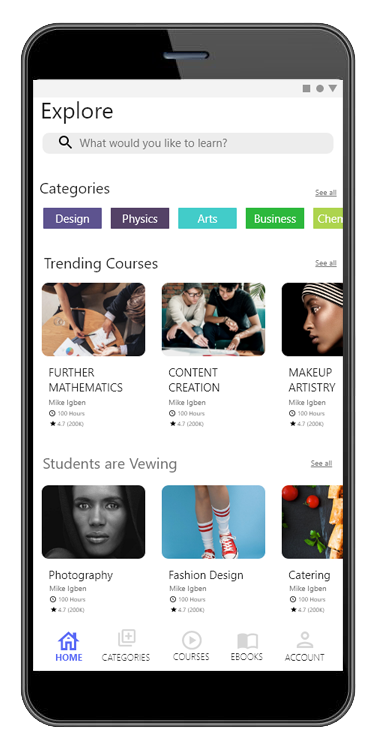 Explore
What would you like to learn?
Categories
See all
Design Physics Arts Business Chem
Trending Courses
See all
FURTHER
MATHEMATICS
Mike Igben
100 Hours
4.7 (200K)
CONTENT
CREATION
Mike Igben
100 Hours
4.7 (200K)
MAKEUP
ARTISTRY
Mike Igben
100 Hours
4.7 (200K)
Students are Vewing
See all
Photography
Mike Igben
100 Hours
4.7 (200K)
Fashion Design
Mike Igben
100 Hours
4.7 (200K)
Catering
Mike Igben
100 Hours
4.7 (200K)
HOME CATEGORIES COURSES EBOOKS ACCOUNT